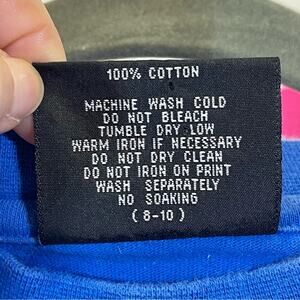 100% COTTON
MACHINE WASH COLD
DO NOT BLEACH
TUMBLE DRY LOW
WARM IRON IF NECESSARY
DO NOT DRY CLEAN
DO NOT IRON ON PRINT
WASH SEPARATELY
NO SOAKING
(8-10)